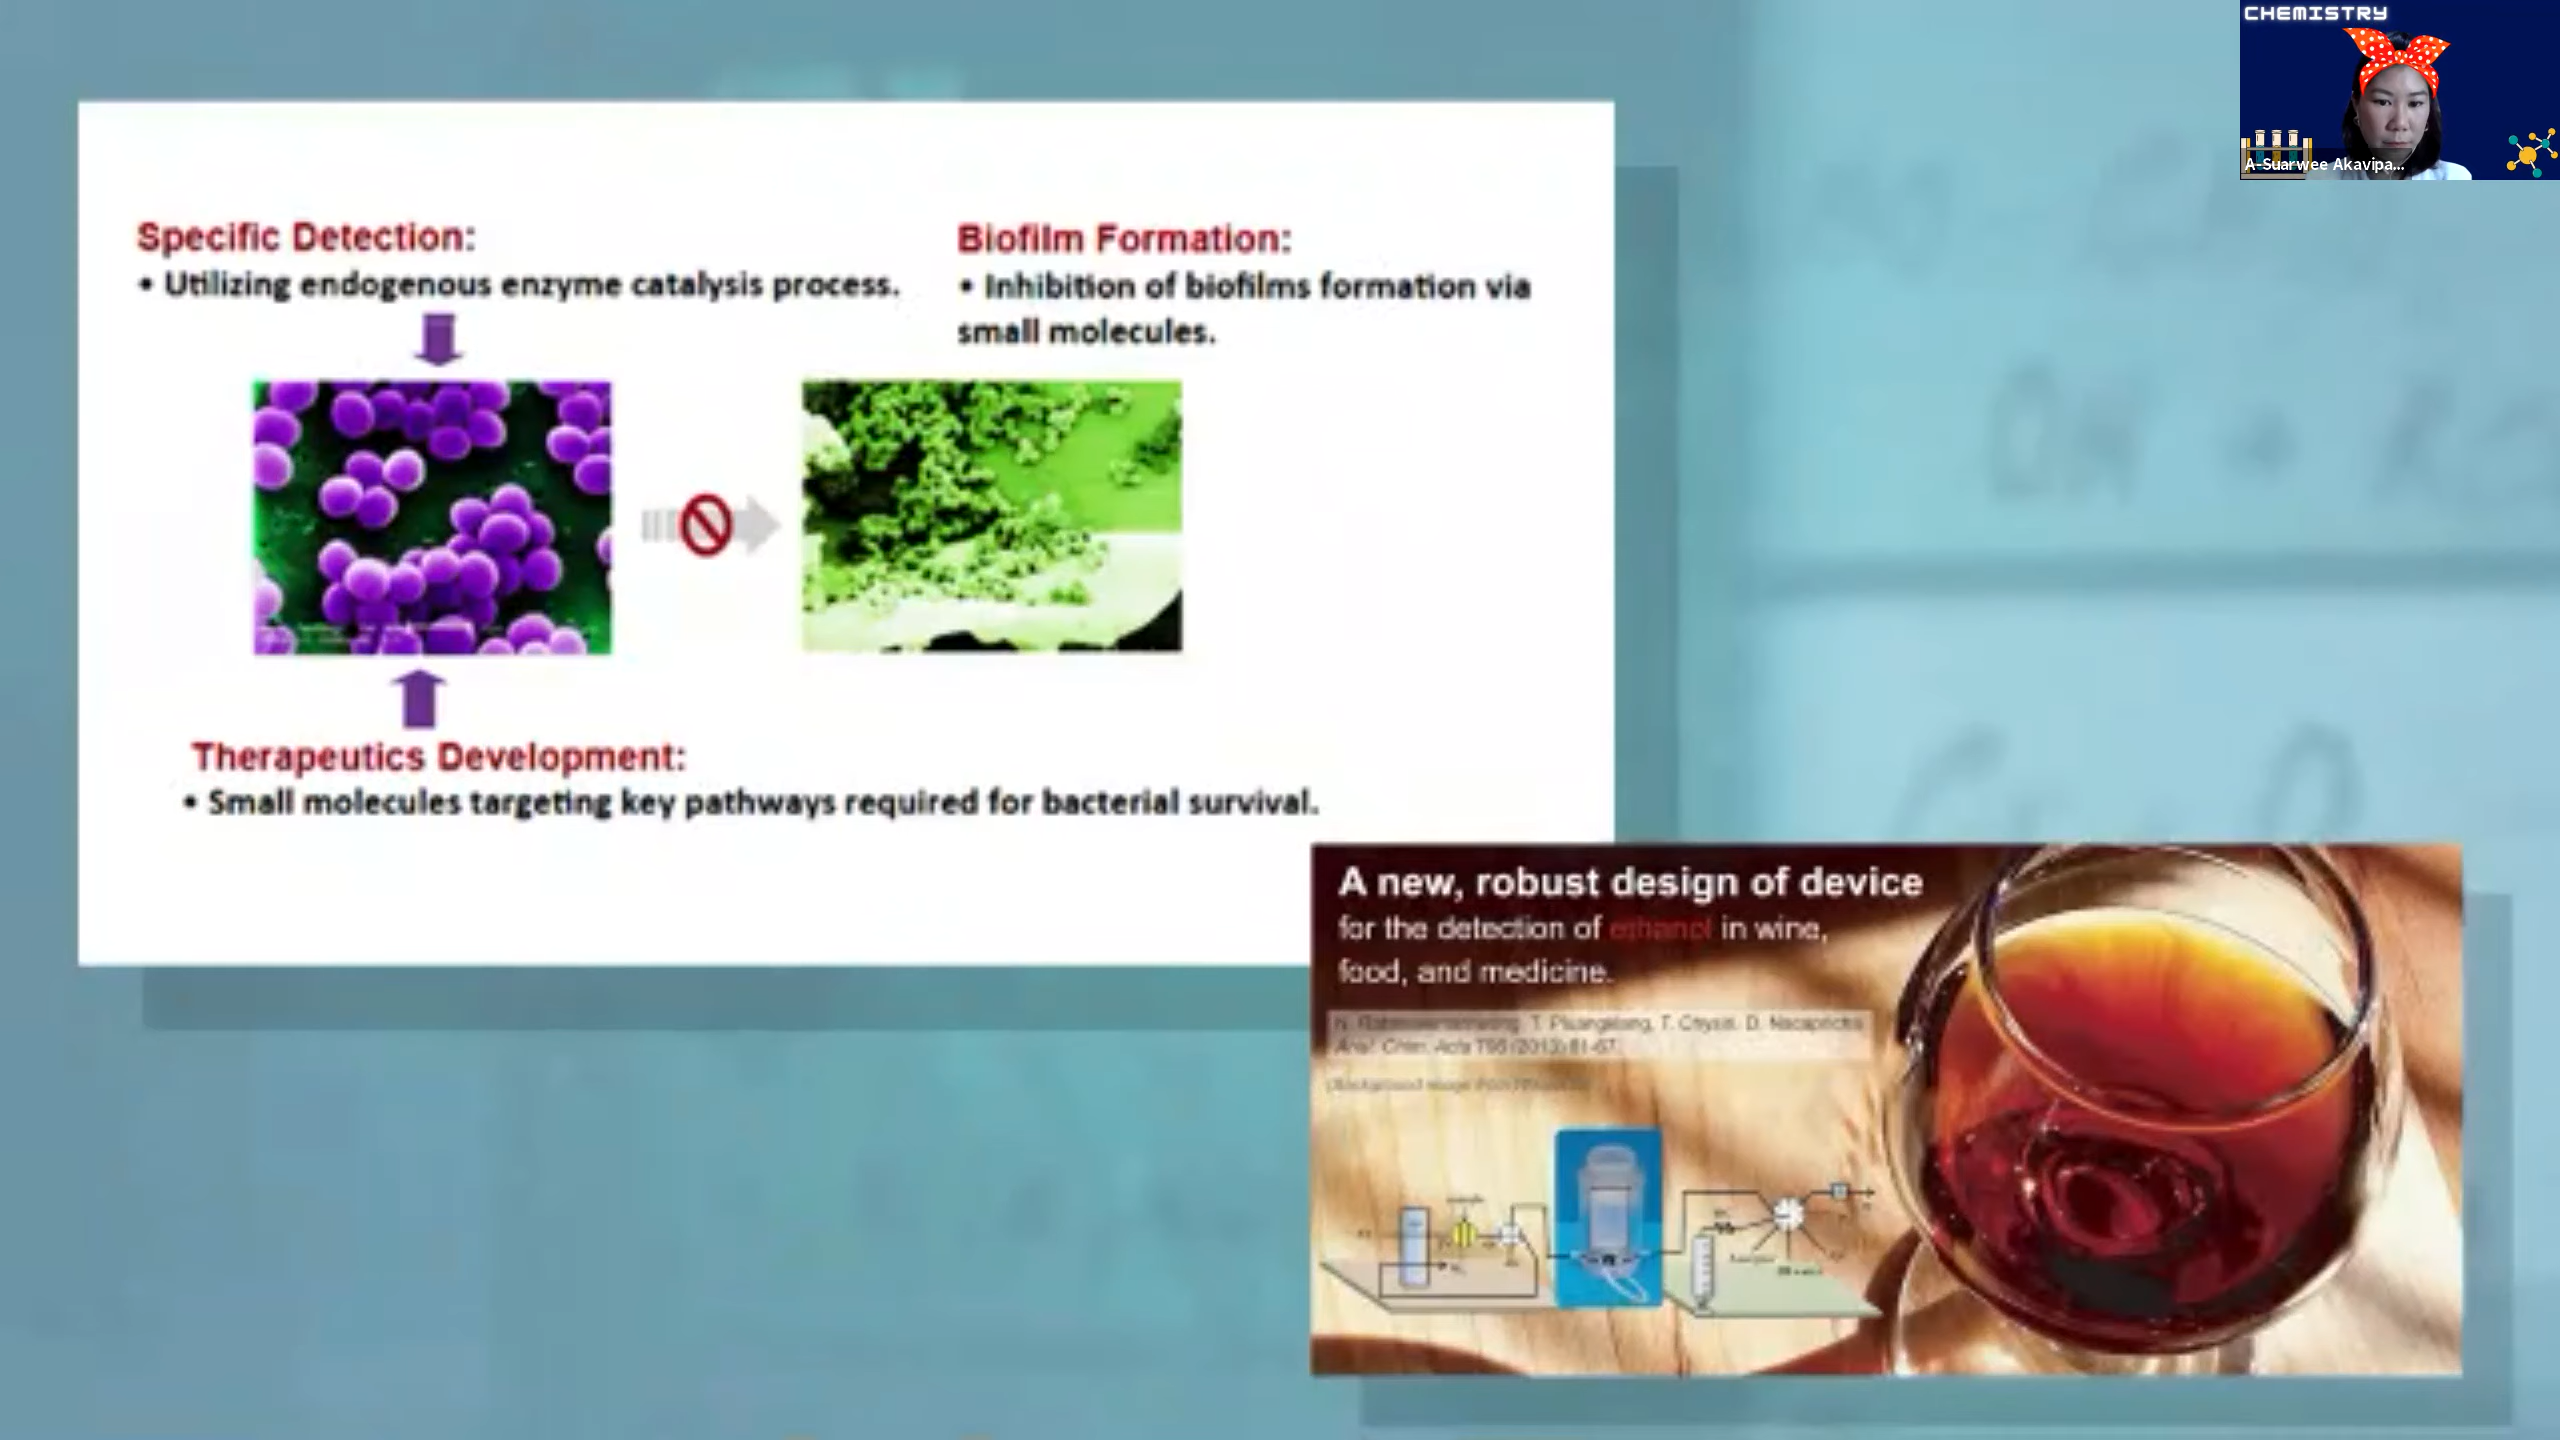 CHEMISTRY
A-Suarwee Akavipa...
Specific Detection:
• Utilizing endogenous enzyme catalysis process.
Biofilm Formation:
• Inhibition of biofilms formation via
small molecules.
Therapeutics Development:
• Small molecules targeting key pathways required for bacterial survival.
A new, robust design of device
for the detection of ethanol in wine,
food, and medicine.